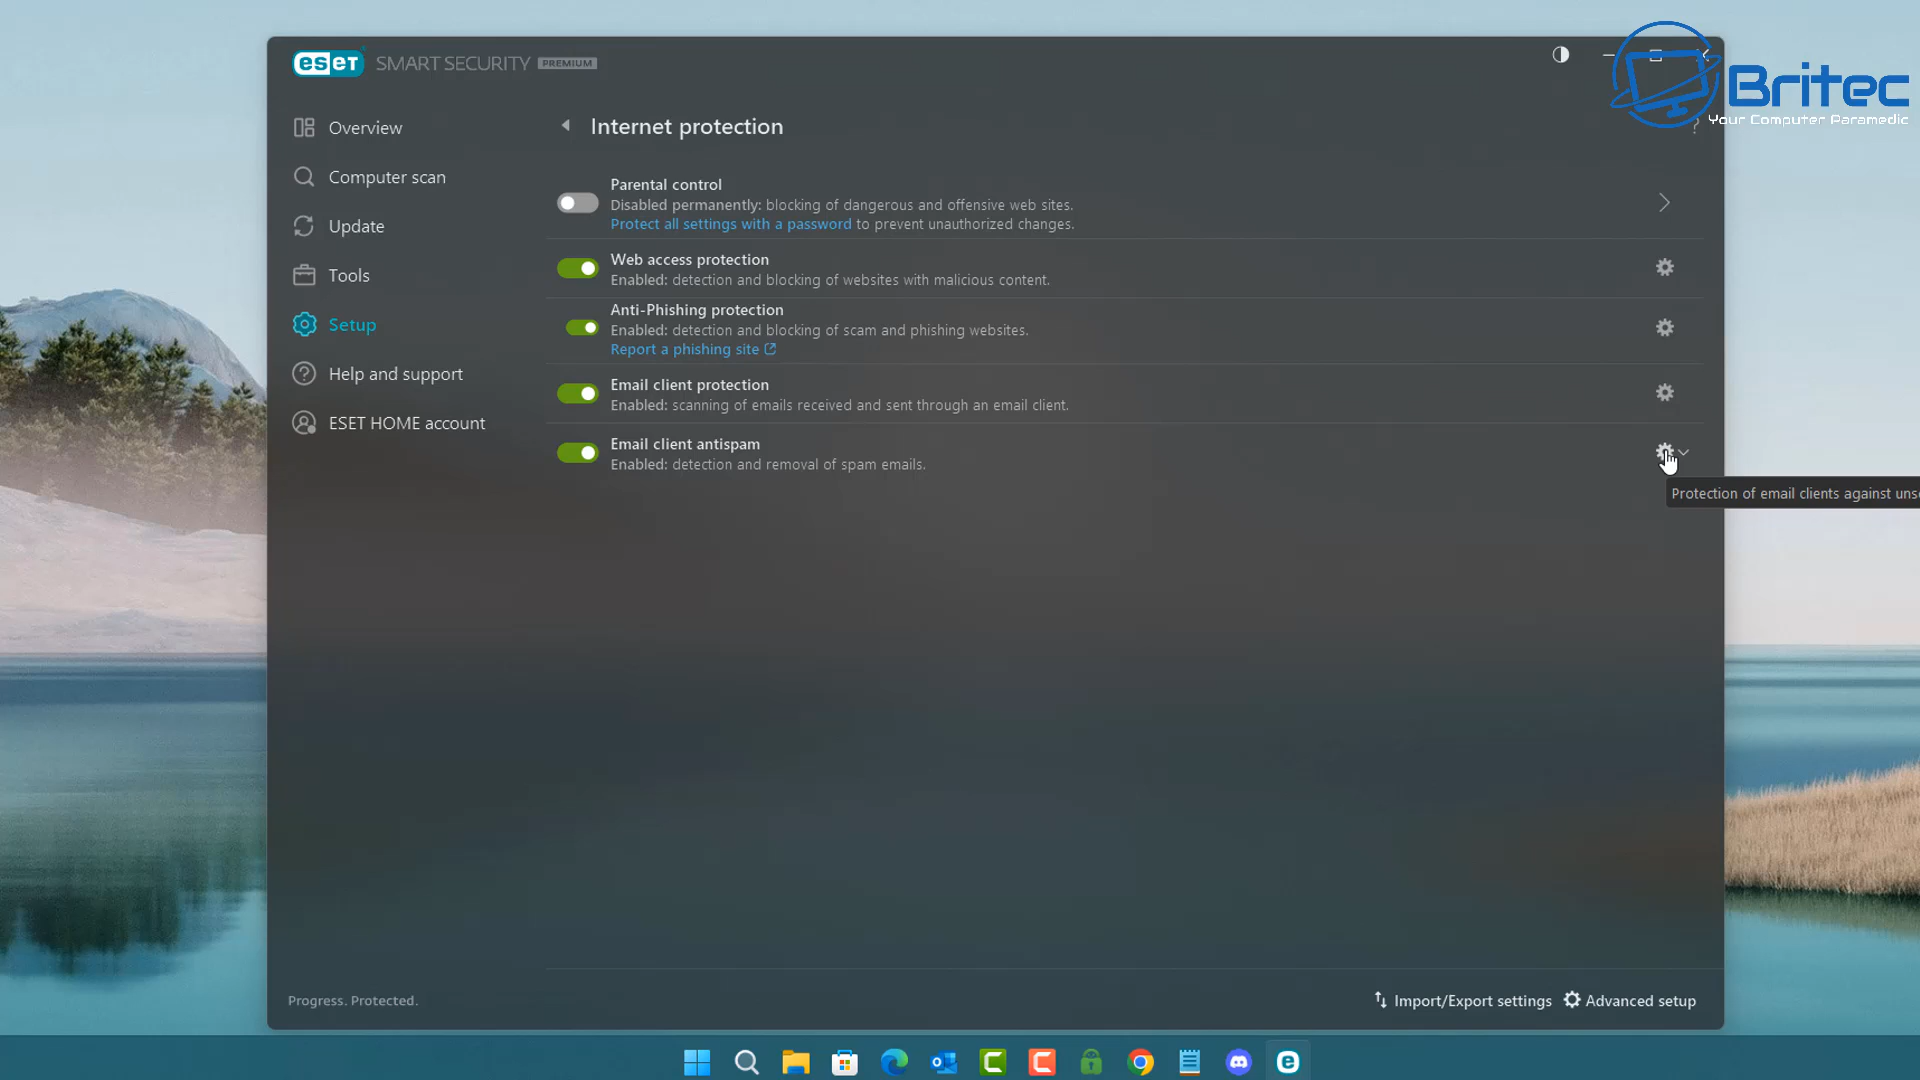 eset SMART SECURITY PREMIUM
Britec
Your Computer Paramedic
Overview
Computer scan
Update
Tools
Setup
Help and support
ESET HOME account
Internet protection
?
Parental control
Disabled permanently: blocking of dangerous and offensive web sites.
Protect all settings with a password to prevent unauthorized changes.
Web access protection
Enabled: detection and blocking of websites with malicious content.
Anti-Phishing protection
Enabled: detection and blocking of scam and phishing websites.
Report a phishing site
Email client protection
Enabled: scanning of emails received and sent through an email client.
Email client antispam
Enabled: detection and removal of spam emails.
Protection of email clients against
Progress. Protected.
Import/Export settings
Advanced setup